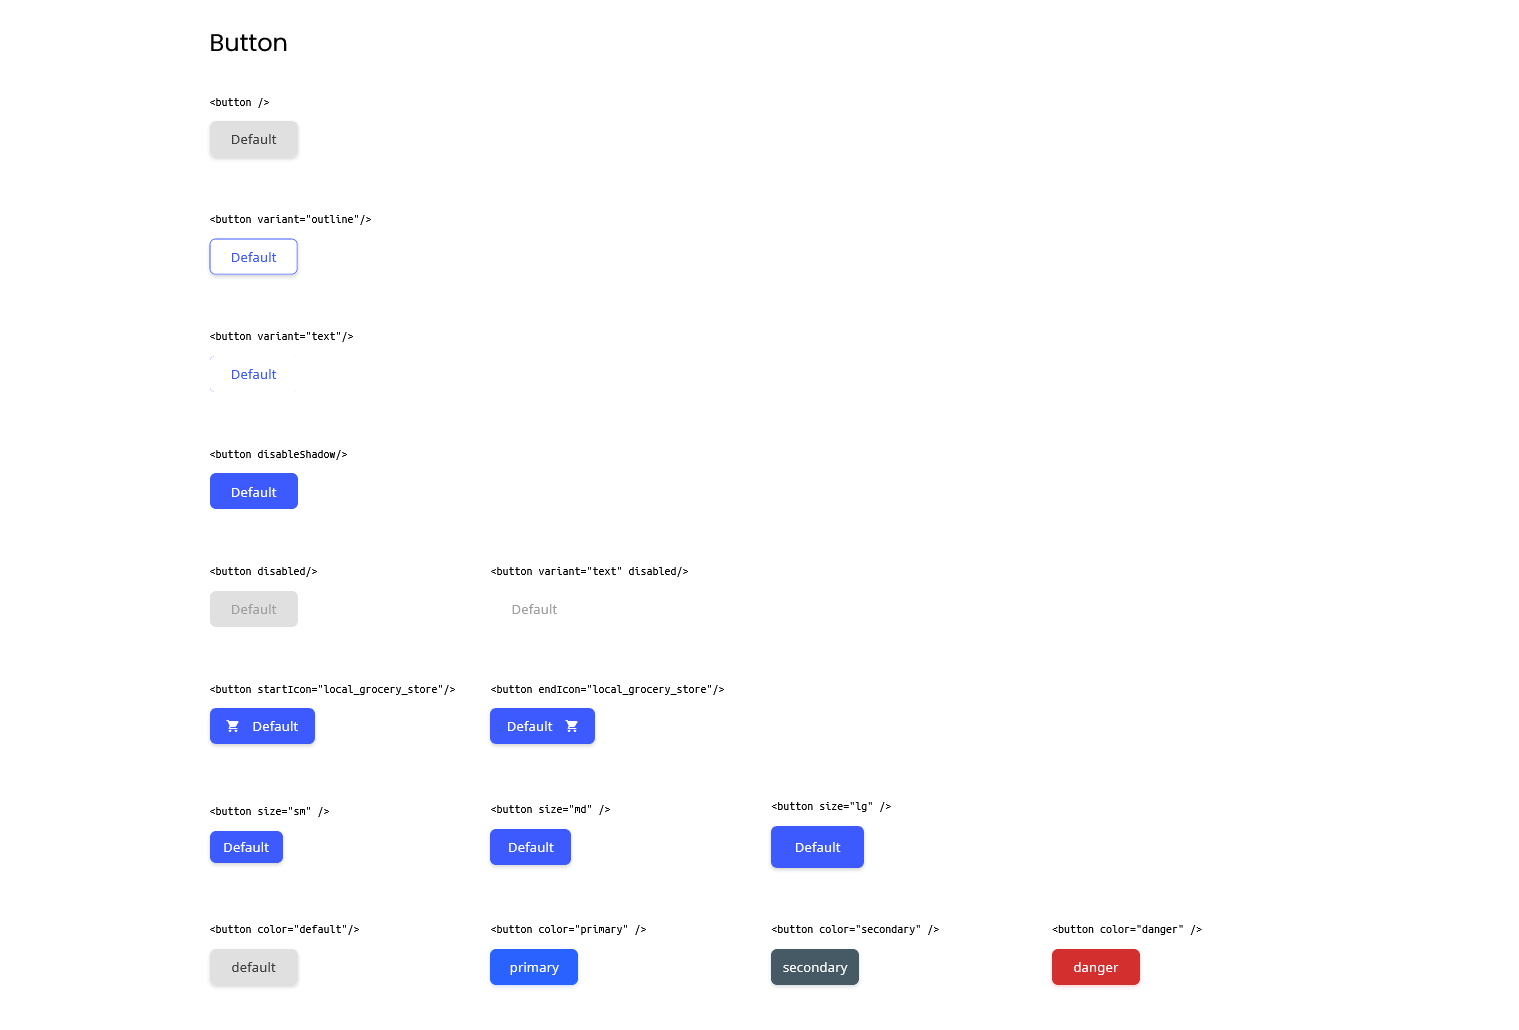 Button
<button />
Default
<button variant="outline"/>
Default
<button variant="text"/>
Default
<button disableShadow/>
Default
<button disabled/>
<button variant="text" disabled/>
Default
Default
<button startIcon="local_grocery_store"/>
<button endIcon="local_grocery_store"/>
Default
Default
<button size="sm" />
<button size="md" />
<button size="lg" />
Default
Default
Default
<button color="default"/>
<button color="primary" />
<button color="secondary" />
<button color="danger" />
default
primary
secondary
danger